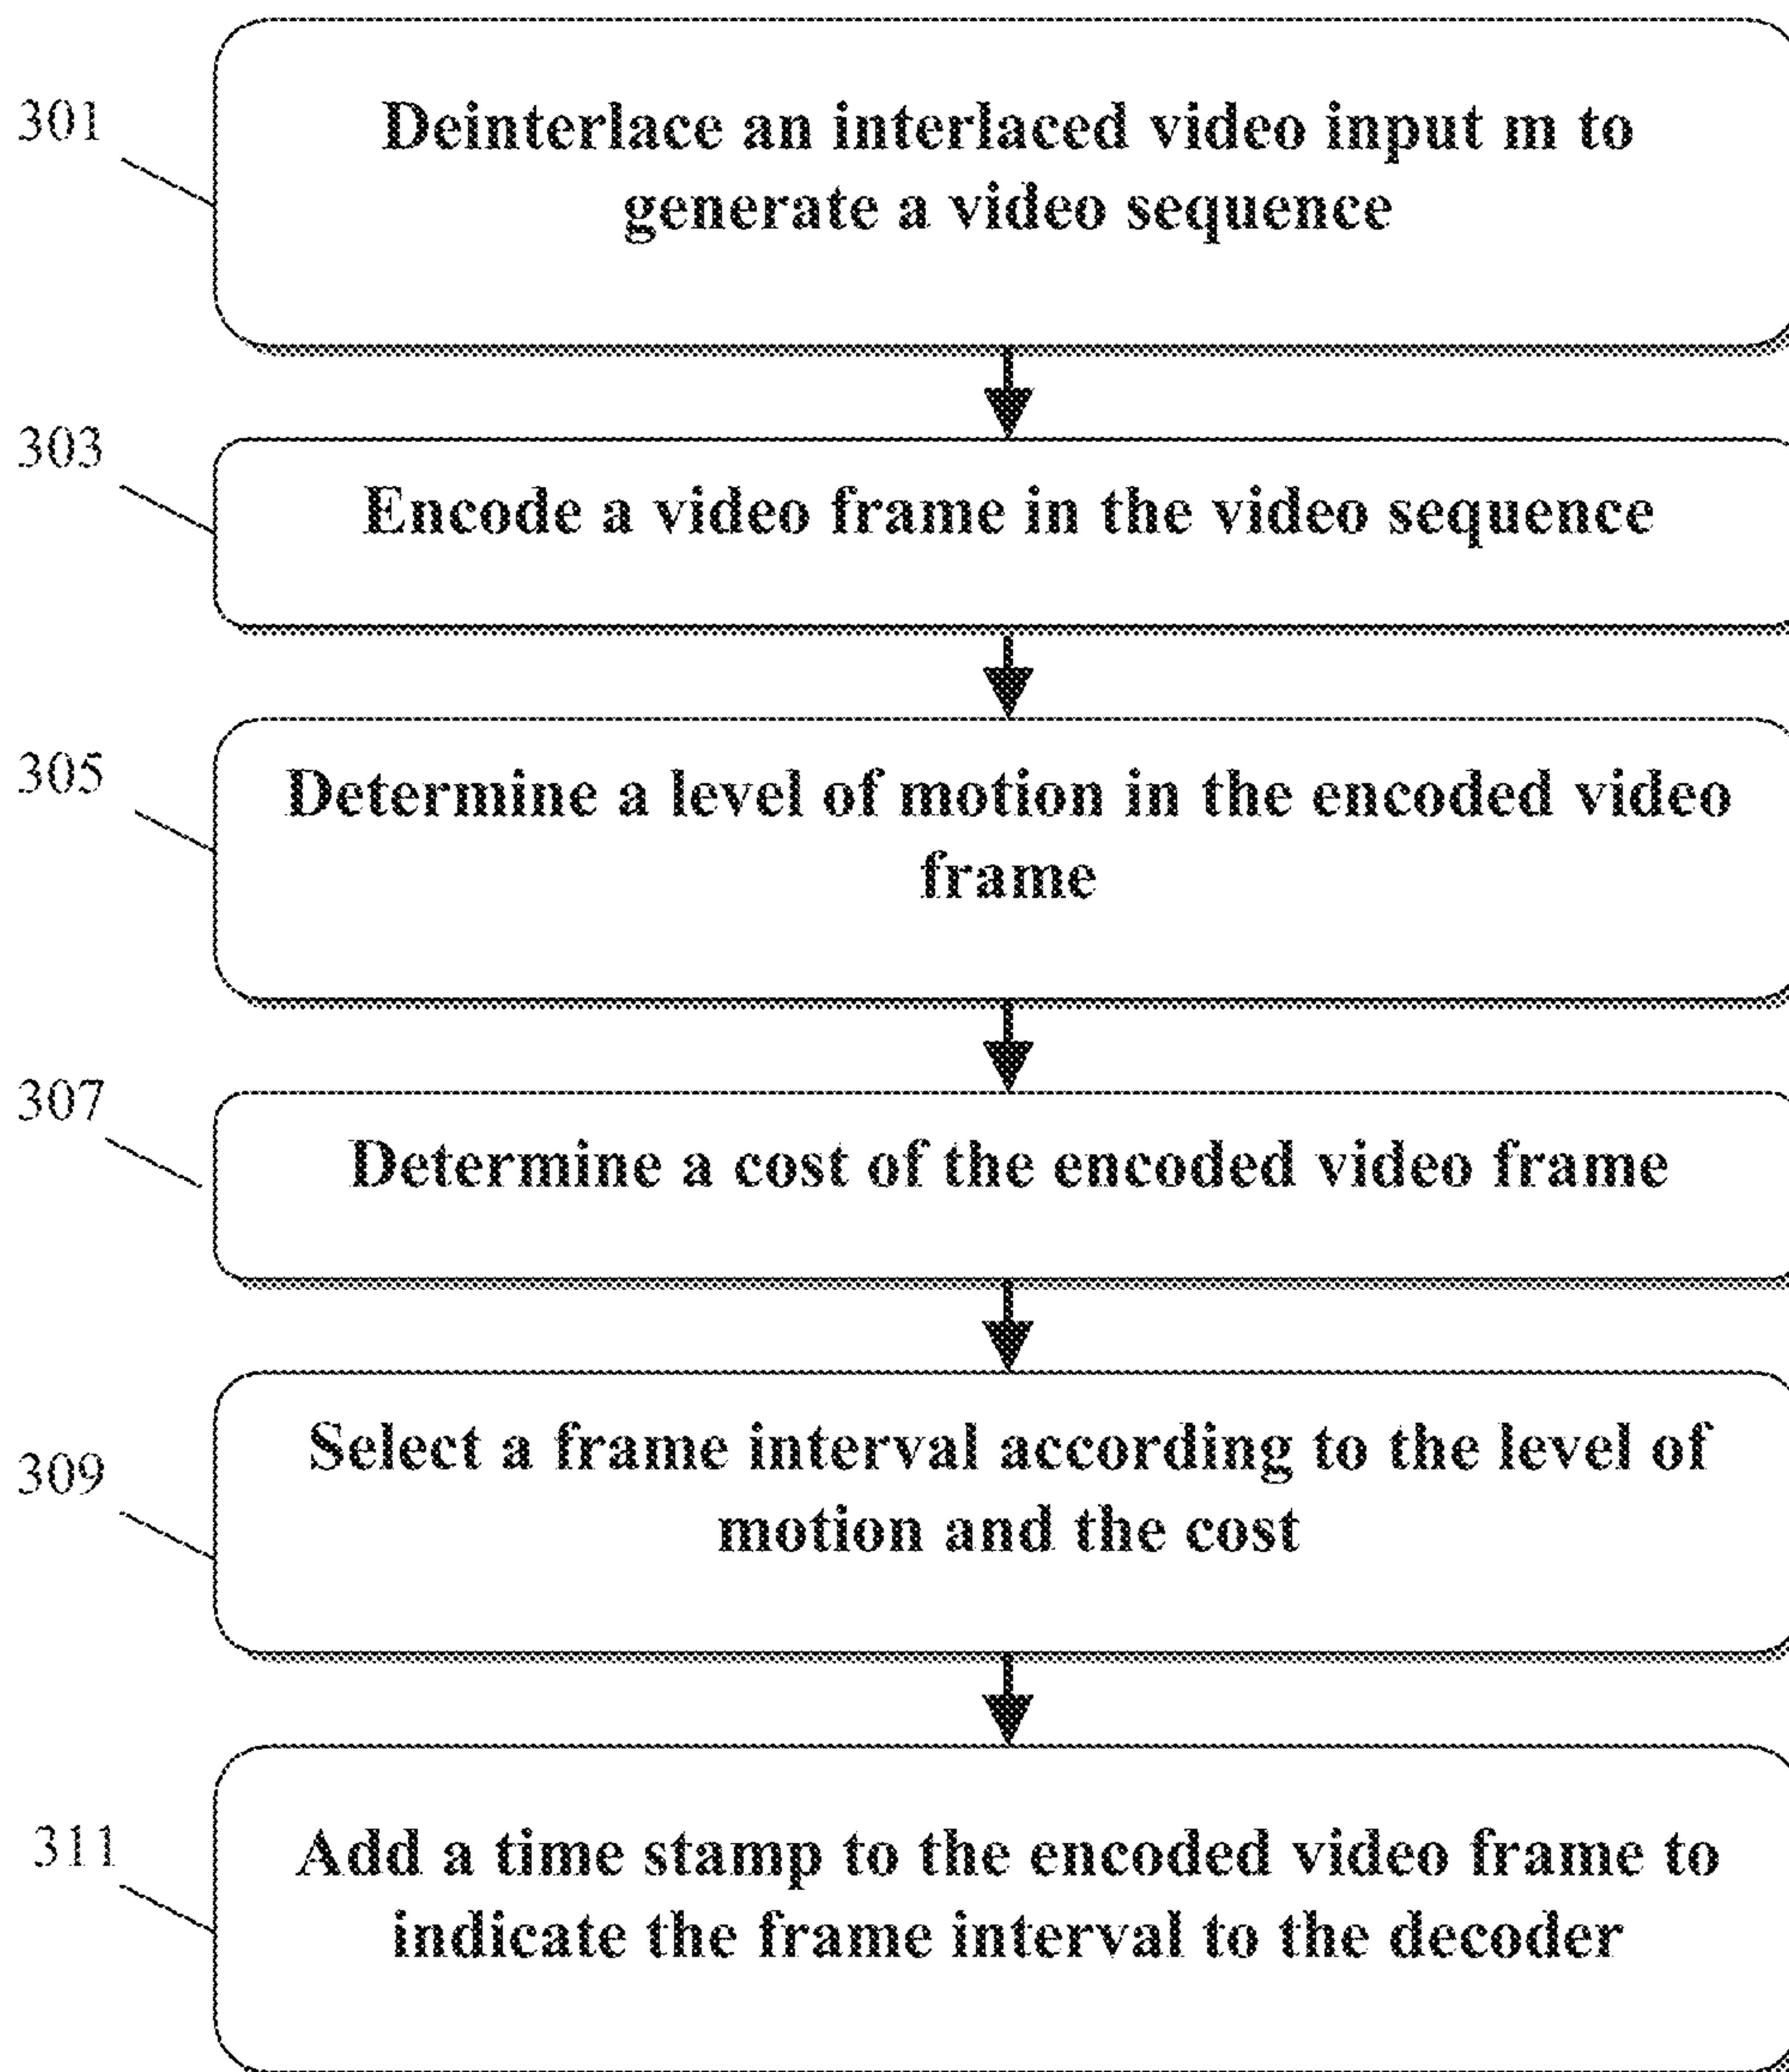 301
Deinterlace an interlaced video input m to
generate a video sequence
303
Encode a video frame in the video sequence
305
Determine a level of motion in the encoded video
frame
307
Determine a cost of the encoded video frame
309
Select a frame interval according to the level of
motion and the cost
311
Add a time stamp to the encoded video frame to
indicate the frame interval to the decoder